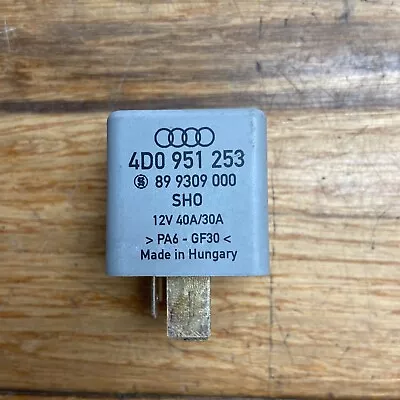 4D0 951 253
89 9309 000
SHO
12V 40A/30A
> PA6 - GF30 <
Made in Hungary